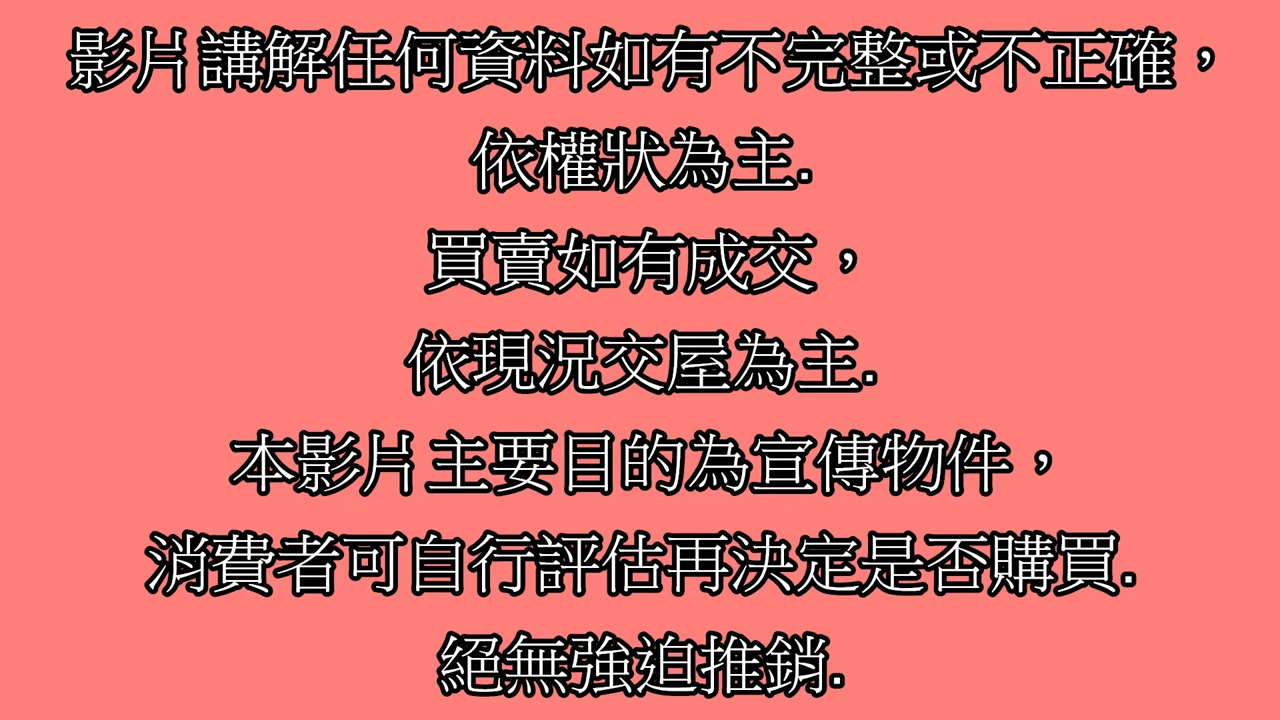 影片講解任何資料如有不完整或不正確，
依權狀為主.
買賣如有成交，
依現況交屋為主.
本影片主要目的為宣傳物件，
消費者可自行評估再決定是否購買.
絕無強迫推銷.